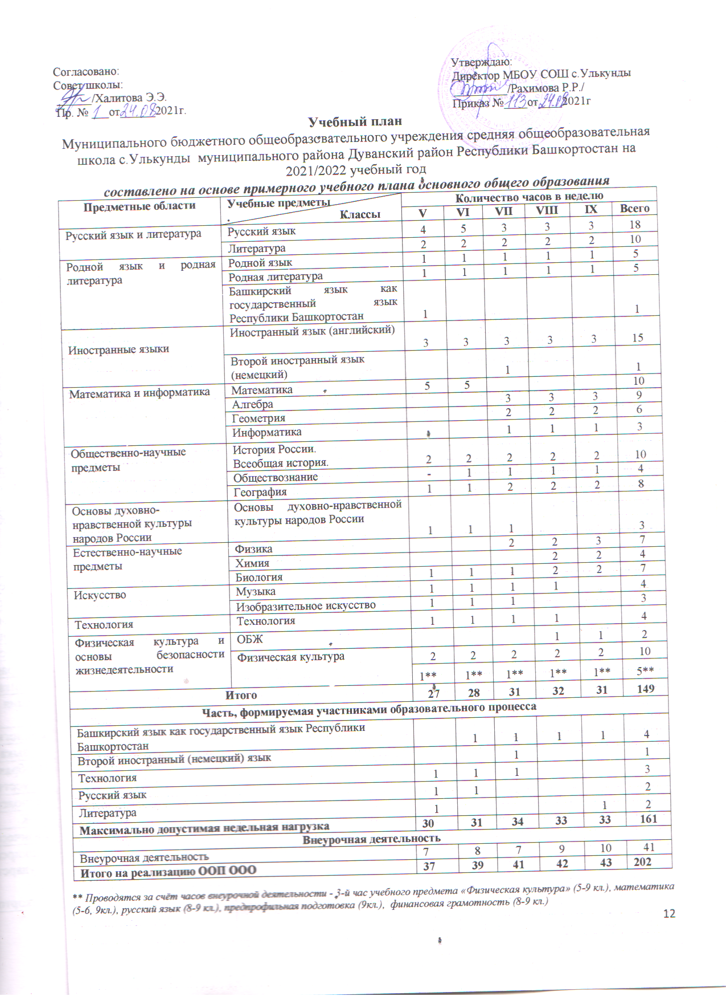 Согласовано:
Совет школы:
/Халитова Э.Э.
Пр. № 1 от 24.08 2021г.
Утверждаю:
Директор МБОУ СОШ с.Улькунды
/Рахимова Р.Р./
Приказ № 113 от 24.08 2021г
Учебный план
Муниципального бюджетного общеобразовательного учреждения средняя общеобразовательная
школа с.Улькунды муниципального района Дуванский район Республики Башкортостан на
2021/2022 учебный год
составлено на основе примерного учебного плана основного общего образования
Предметные области Учебные предметы Количество часов в неделю
Классы V VI VII VIII IX Всего
Русский язык и литература Русский язык 4 5 3 3 3 18
Литература 2 2 2 2 2 10
Родной язык и родная Родной язык 1 1 1 1 1 5
литература Родная литература 1 1 1 1 1 5
Башкирский язык как
государственный язык
Республики Башкортостан 1 1
Иностранный язык (английский)
Иностранные языки 3 3 3 3 3 15
Второй иностранный язык
(немецкий) 1 1
Математика и информатика Математика 5 5 10
Алгебра 3 3 3 9
Геометрия 2 2 2 6
Информатика 1 1 1 3
Общественно-научные История России.
предметы Всеобщая история. 2 2 2 2 2 10
Обществознание - 1 1 1 1 4
География 1 1 2 2 2 8
Основы духовно- Основы духовно-нравственной
нравственной культуры культуры народов России
народов России 1 1 1 3
Естественно-научные Физика 2 2 3 7
предметы Химия 2 2 4
Биология 1 1 1 2 2 7
Искусство Музыка 1 1 1 1 4
Изобразительное искусство 1 1 1 3
Технология Технология 1 1 1 1 4
Физическая культура и ОБЖ 1 1 2
основы безопасности Физическая культура 2 2 2 2 2 10
жизнедеятельности 1** 1** 1** 1** 1** 5**
Итого 27 28 31 32 31 149
Часть, формируемая участниками образовательного процесса
Башкирский язык как государственный язык Республики
Башкортостан 1 1 1 1 4
Второй иностранный (немецкий) язык 1 1
Технология 1 1 1 3
Русский язык 1 1 2
Литература 1 1 2
Максимально допустимая недельная нагрузка 30 31 34 33 33 161
Внеурочная деятельность
Внеурочная деятельность 7 8 7 9 10 41
Итого на реализацию ООП ООО 37 39 41 42 43 202
** Проводятся за счёт часов внеурочной деятельности - 3-й час учебного предмета «Физическая культура» (5-9 кл.), математика
(5-6, 9кл.), русский язык (8-9 кл.), предпрофильная подготовка (9кл.), финансовая грамотность (8-9 кл.)
12